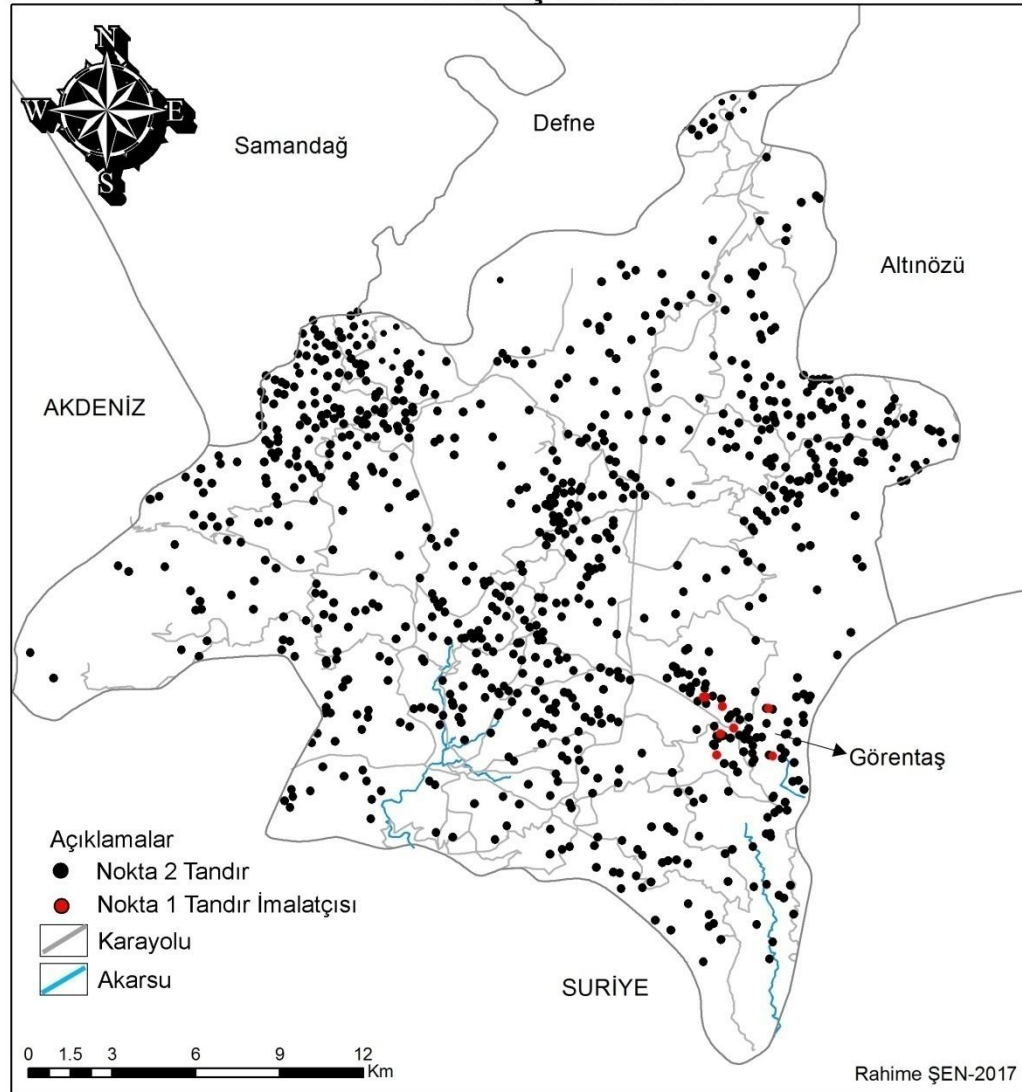 N
W E
S
Samandağ
Defne
Altınözü
AKDENİZ
Görentaş
Açıklamalar
Nokta 2 Tandır
Nokta 1 Tandır İmalatçısı
Karayolu
Akarsu
SURİYE
0 1.5 3 6 9 12
Km
Rahime ŞEN-2017